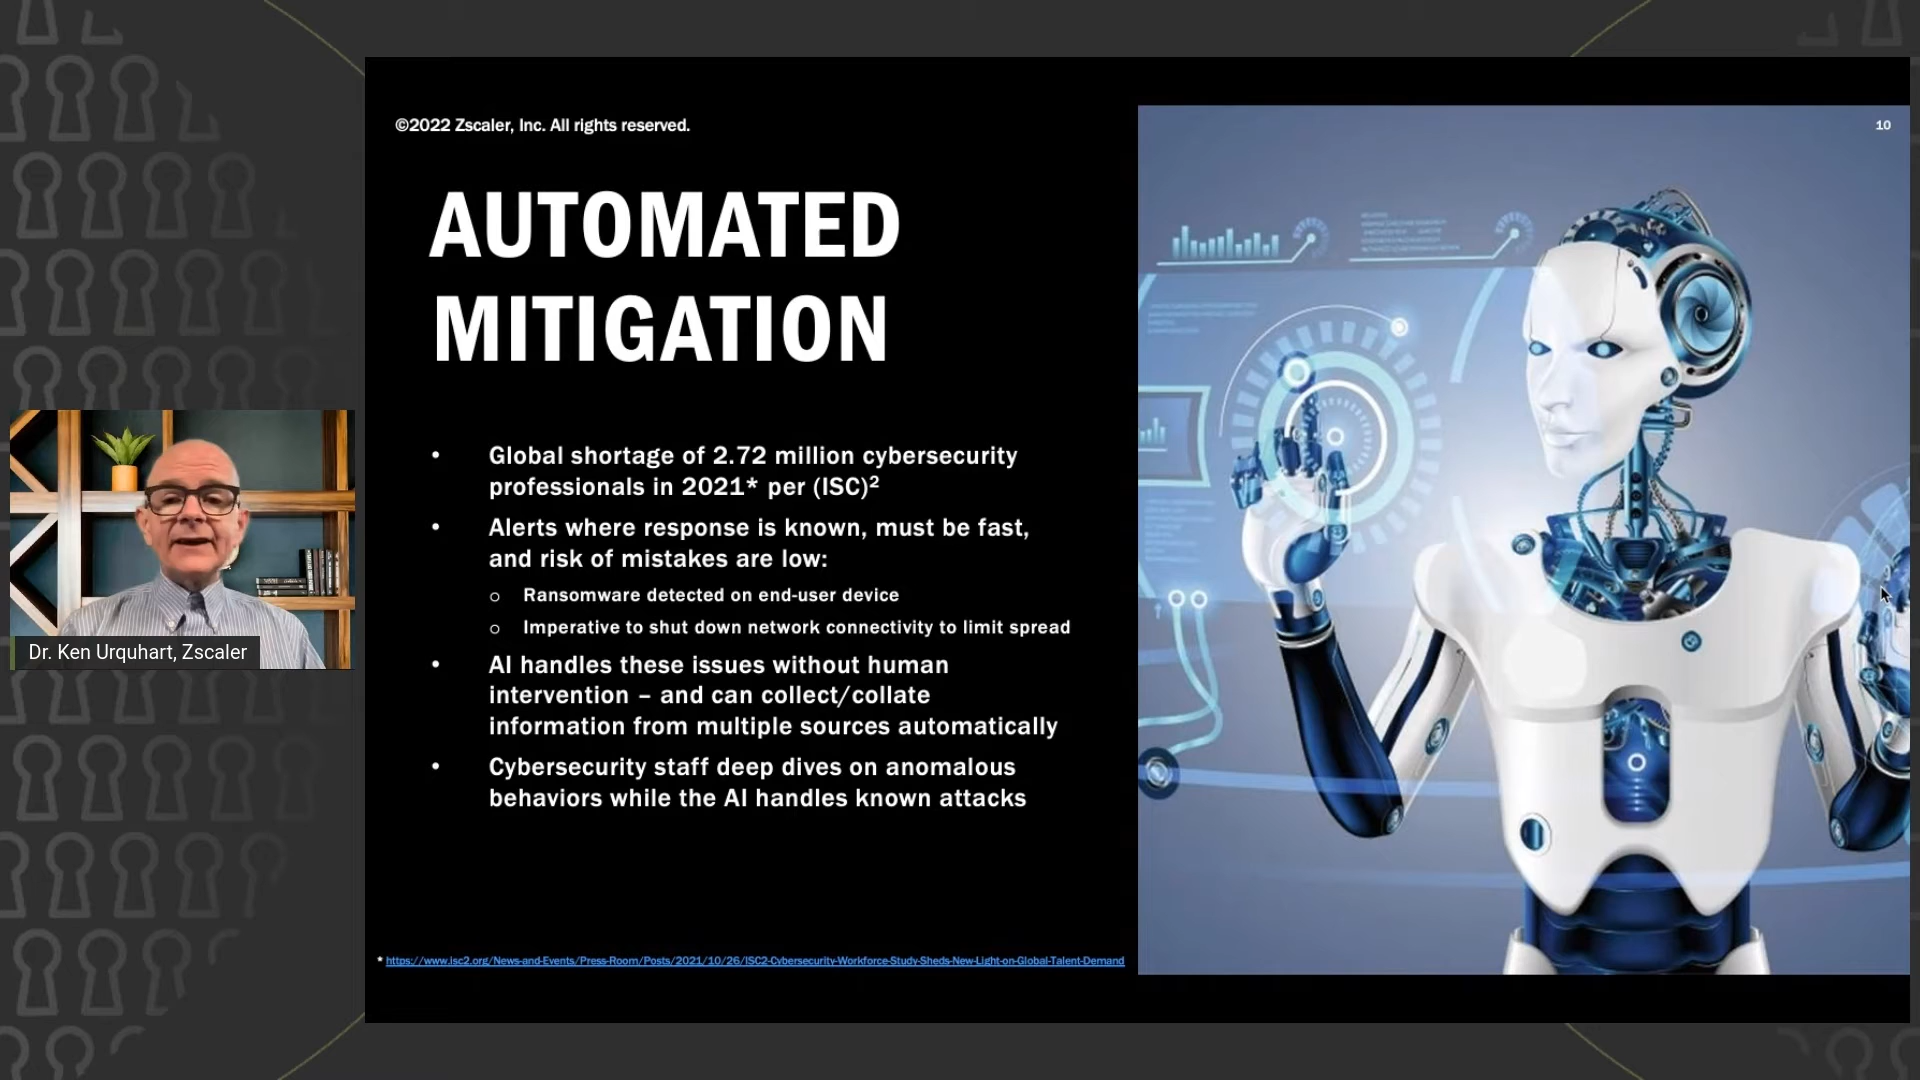 ©2022 Zscaler, Inc. All rights reserved.
10
AUTOMATED
MITIGATION
• Global shortage of 2.72 million cybersecurity
professionals in 2021* per (ISC)²
• Alerts where response is known, must be fast,
and risk of mistakes are low:
o Ransomware detected on end-user device
o Imperative to shut down network connectivity to limit spread
• AI handles these issues without human
intervention – and can collect/collate
information from multiple sources automatically
• Cybersecurity staff deep dives on anomalous
behaviors while the AI handles known attacks
* https://www.isc2.org/News-and-Events/Press-Room/Posts/2021/10/26/ISC2-Cybersecurity-Workforce-Study-Sheds-New-Light-on-Global-Talent-Demand
Dr. Ken Urquhart, Zscaler